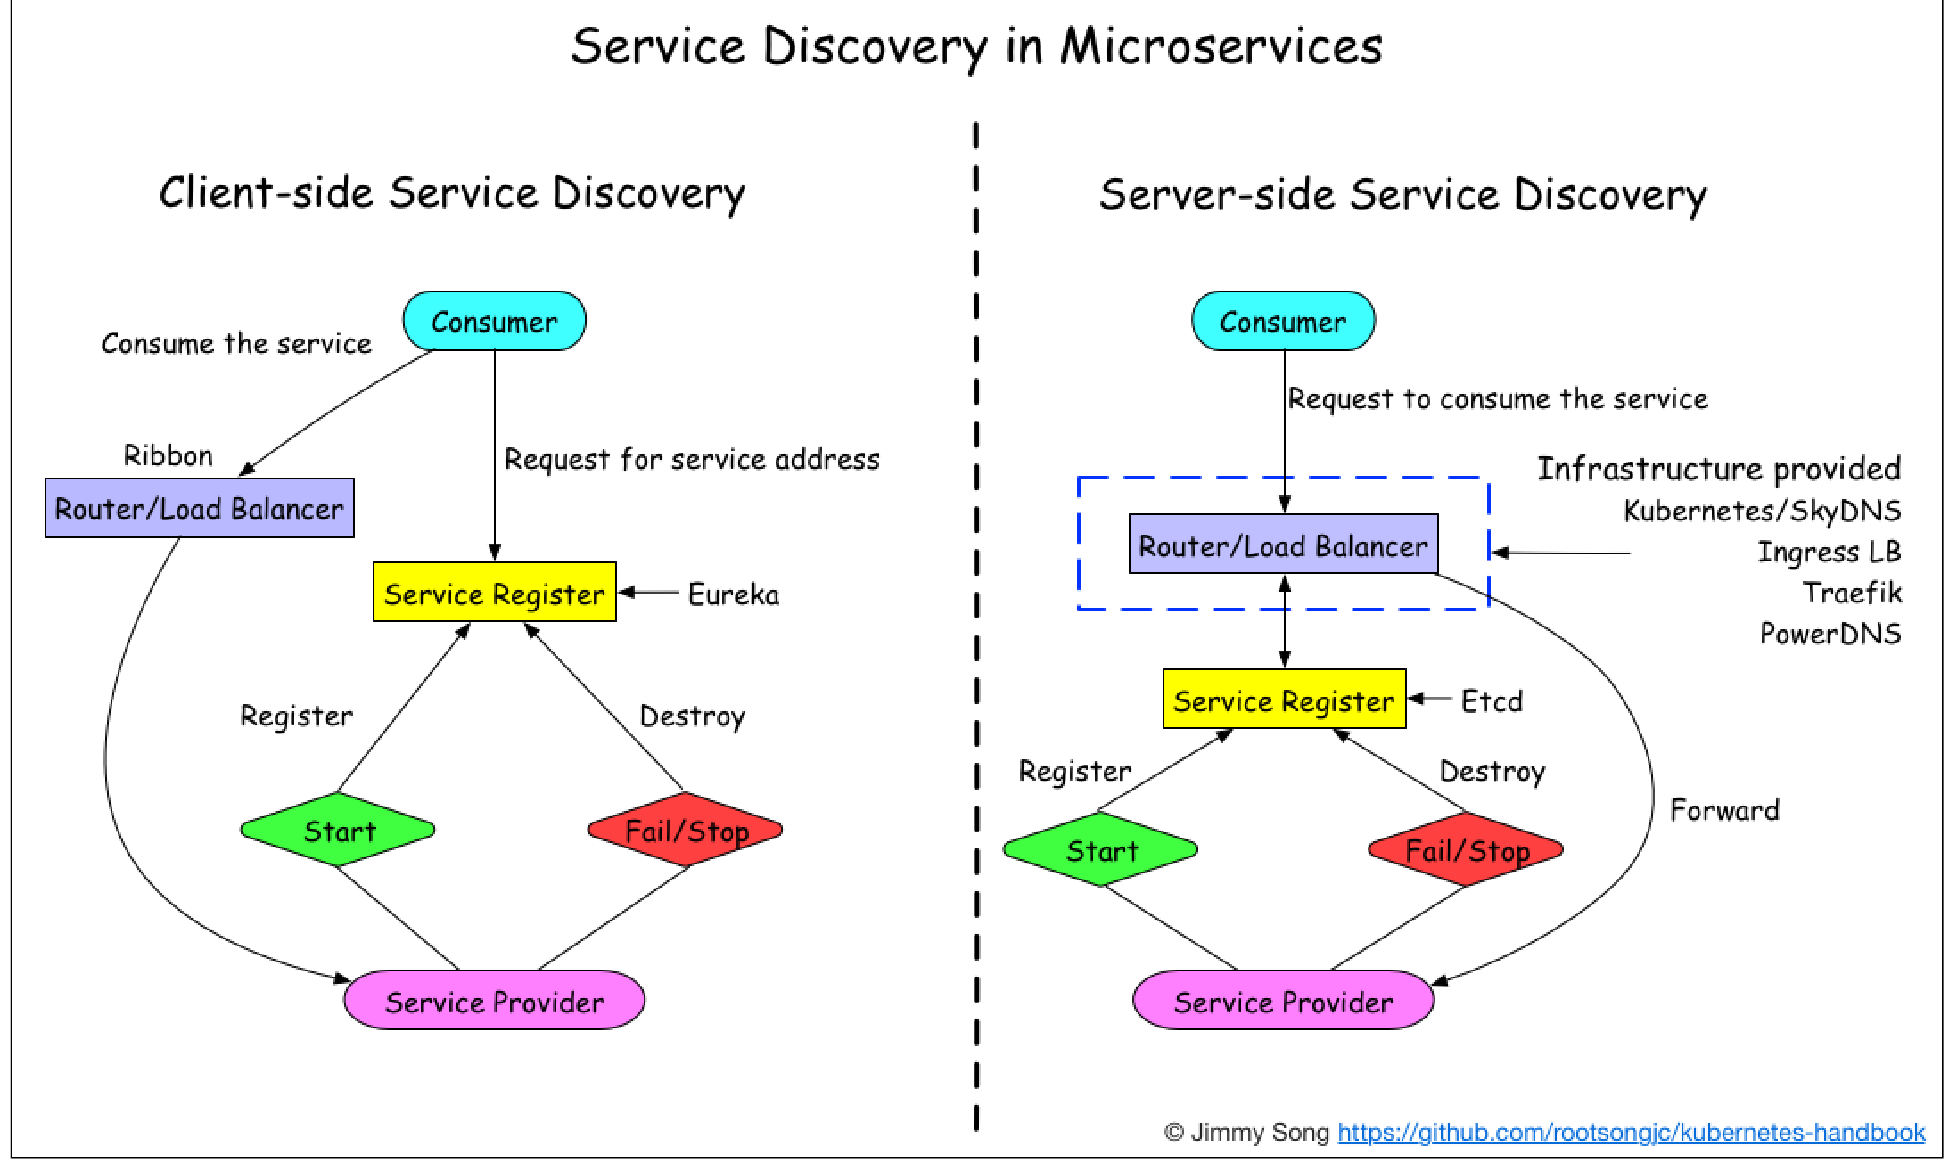 Service Discovery in Microservices
Client-side Service Discovery
Consumer
Consume the service
Ribbon
Router/Load Balancer
Request for service address
Service Register
Eureka
Register
Destroy
Start
Fail/Stop
Service Provider
Server-side Service Discovery
Consumer
Request to consume the service
Infrastructure provided
Kubernetes/SkyDNS
Ingress LB
Traefik
PowerDNS
Router/Load Balancer
Service Register
Etcd
Register
Destroy
Start
Fail/Stop
Forward
Service Provider
© Jimmy Song https://github.com/rootsongjc/kubernetes-handbook